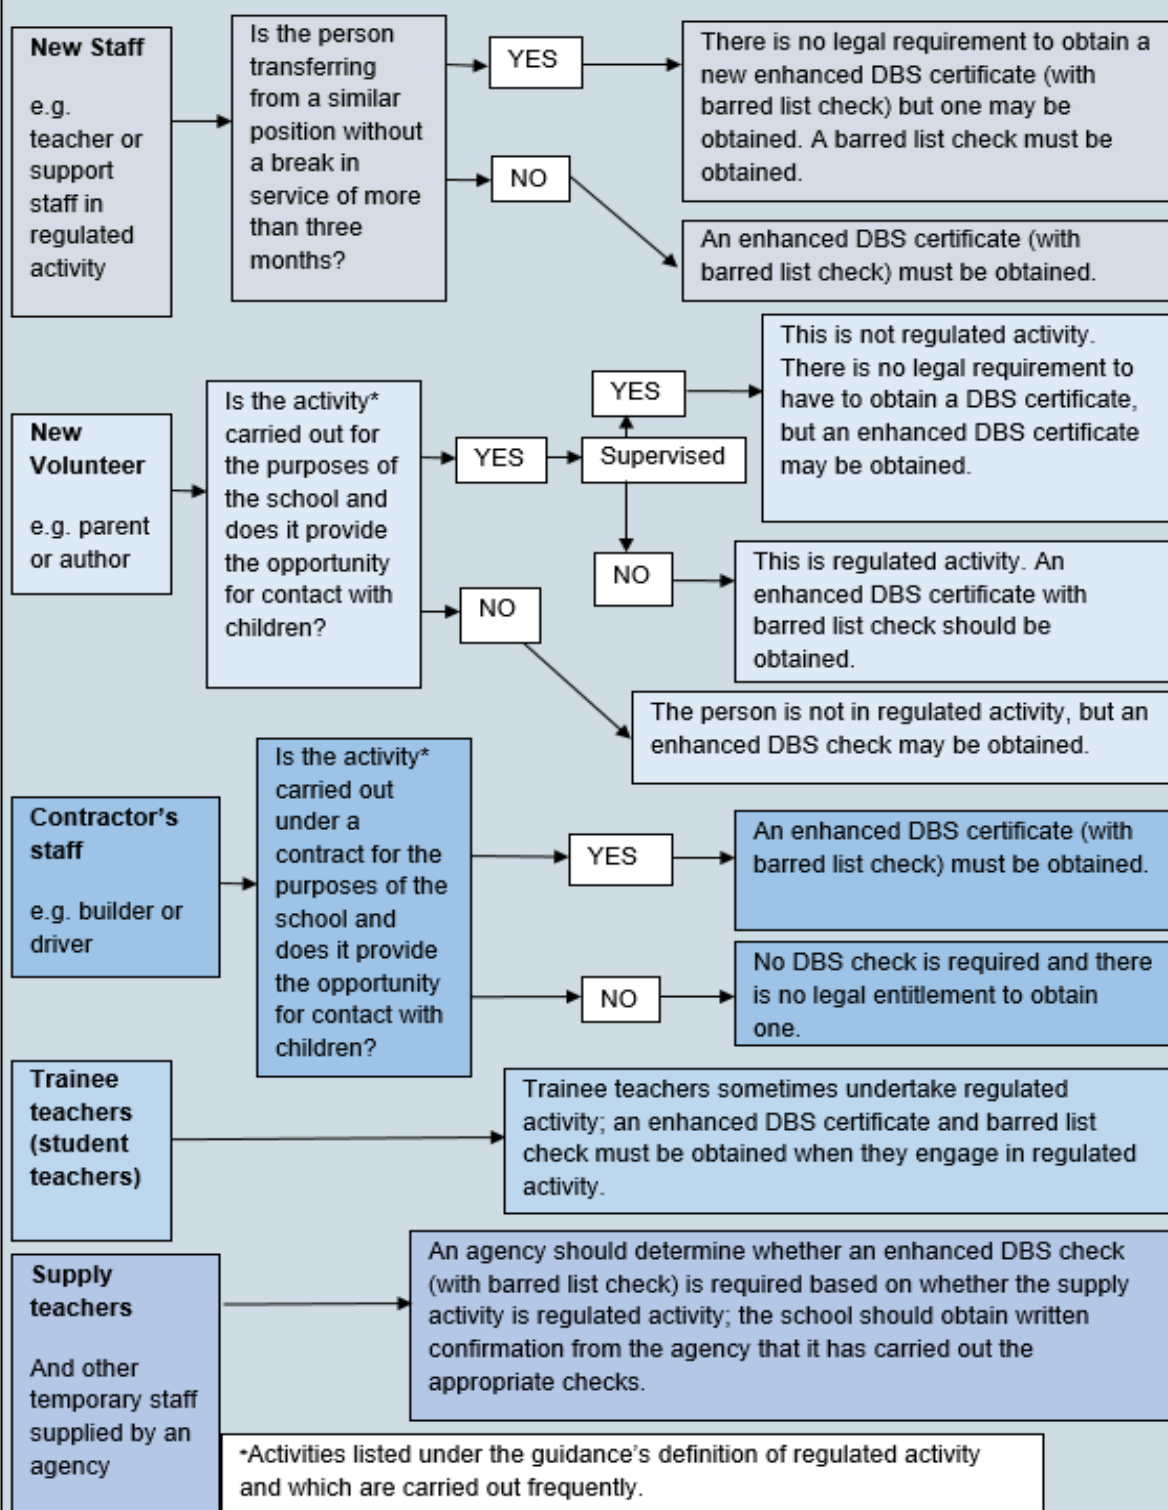 New Staff
e.g.
teacher or
support
staff in
regulated
activity
Is the person
transferring
from a similar
position without
a break in
service of more
than three
months?
YES
There is no legal requirement to obtain a
new enhanced DBS certificate (with
barred list check) but one may be
obtained. A barred list check must be
obtained.
NO
An enhanced DBS certificate (with
barred list check) must be obtained.
New
Volunteer
e.g. parent
or author
Is the activity*
carried out for
the purposes of
the school and
does it provide
the opportunity
for contact with
children?
YES
Supervised
YES
This is not regulated activity.
There is no legal requirement to
have to obtain a DBS certificate,
but an enhanced DBS certificate
may be obtained.
NO
This is regulated activity. An
enhanced DBS certificate with
barred list check should be
obtained.
NO
The person is not in regulated activity, but an
enhanced DBS check may be obtained.
Contractor's
staff
e.g. builder or
driver
Is the activity*
carried out
under a
contract for the
purposes of the
school and
does it provide
the opportunity
for contact with
children?
YES
An enhanced DBS certificate (with
barred list check) must be obtained.
NO
No DBS check is required and there
is no legal entitlement to obtain
one.
Trainee
teachers
(student
teachers)
Trainee teachers sometimes undertake regulated
activity; an enhanced DBS certificate and barred list
check must be obtained when they engage in regulated
activity.
Supply
teachers
And other
temporary staff
supplied by an
agency
An agency should determine whether an enhanced DBS check
(with barred list check) is required based on whether the supply
activity is regulated activity; the school should obtain written
confirmation from the agency that it has carried out the
appropriate checks.
*Activities listed under the guidance's definition of regulated activity
and which are carried out frequently.